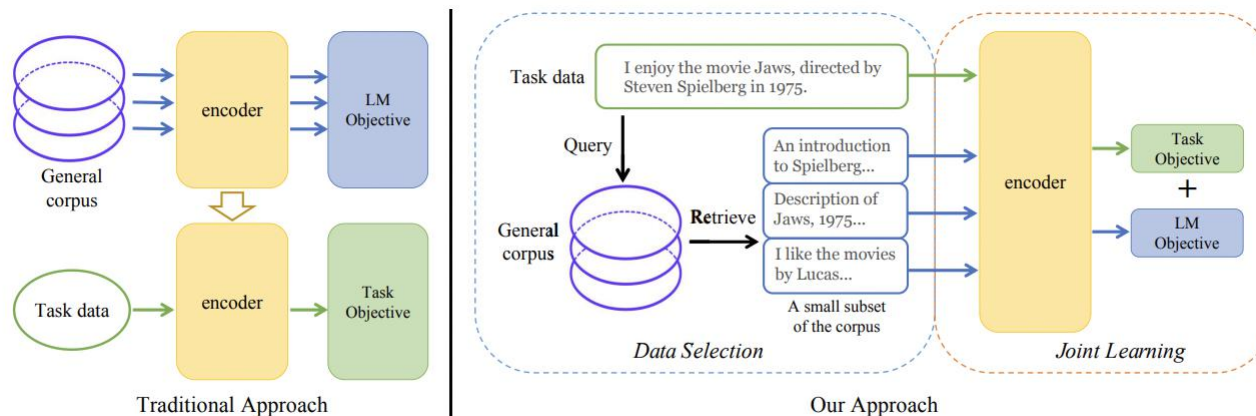 encoder
LM
Objective
General
corpus
Task data
encoder
Task
Objective
Traditional Approach
Task data
I enjoy the movie Jaws, directed by
Steven Spielberg in 1975.
Query
General
corpus
Retrieve
An introduction
to Spielberg...
Description of
Jaws, 1975...
I like the movies
by Lucas...
A small subset
of the corpus
Data Selection
encoder
Task
Objective
+
LM
Objective
Joint Learning
Our Approach